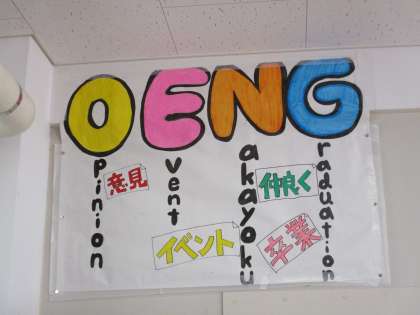 OENG
pinion
意見
vent
イベント
akayoku
仲良く
raduation
卒業